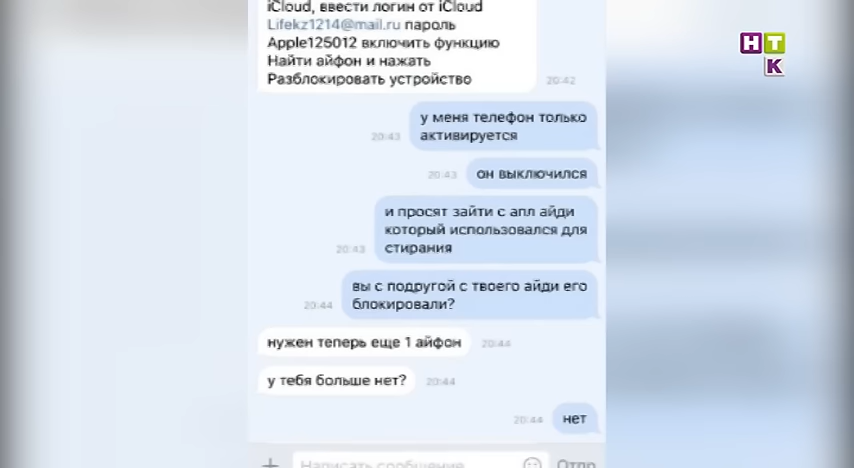 iCloud, ввести логин от iCloud
Lifekz1214@mail.ru пароль
Apple125012 включить функцию
Найти айфон и нажать
Разблокировать устройство
20:42
НТК
у меня телефон только
активируется
20:43
он выключился
20:43
и просят зайти с апл айди
который использовался для
стирания
20:43
вы с подругой с твоего айди его
блокировали?
20:44
нужен теперь еще 1 айфон
20:44
у тебя больше нет?
20:44
нет
20:44
Написать сообщение
Отпр